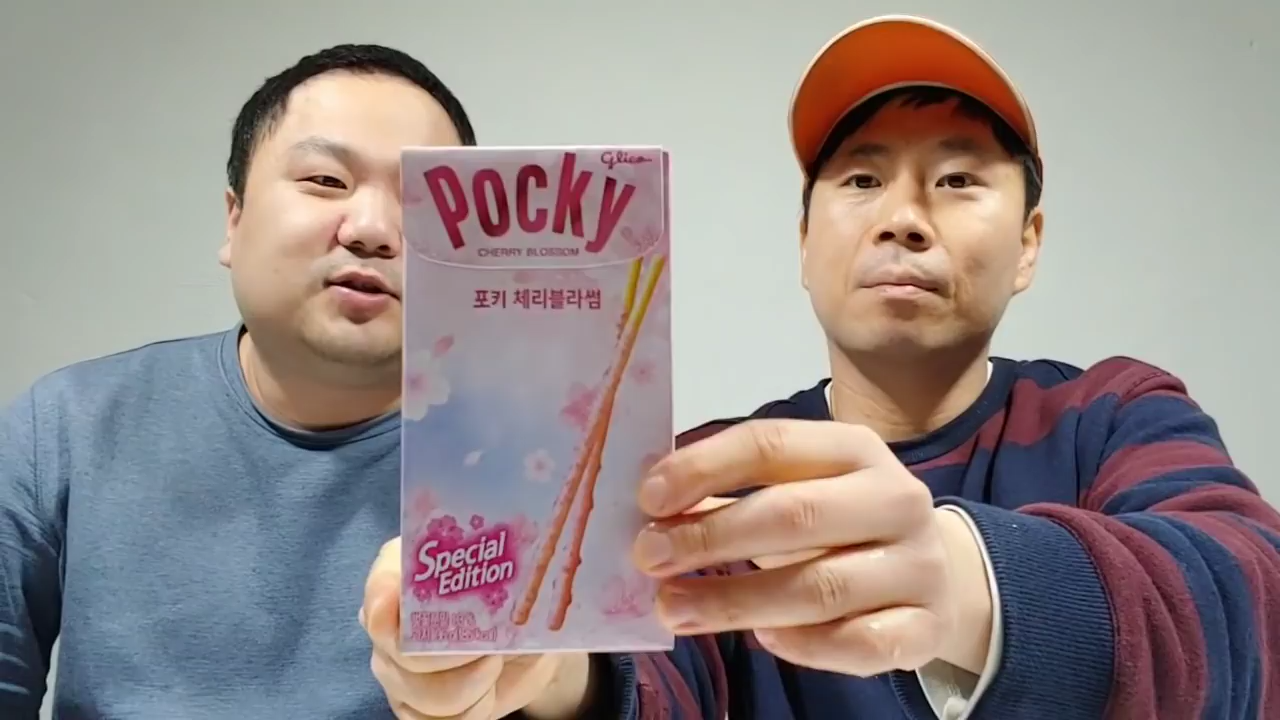 Glico
Pocky
CHERRY BLOSSOM
포키 체리블라썸
Special
Edition